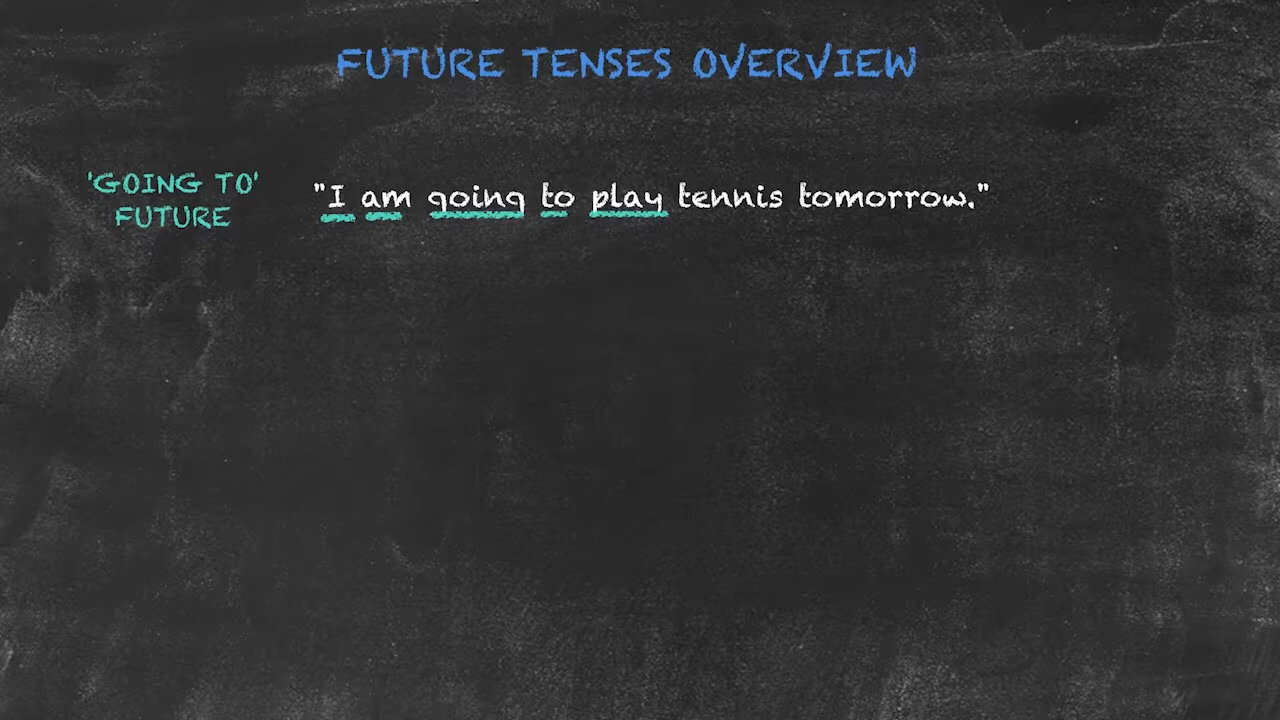 FUTURE TENSES OVERVIEW
'GOING TO'
FUTURE
"I am going to play tennis tomorrow."